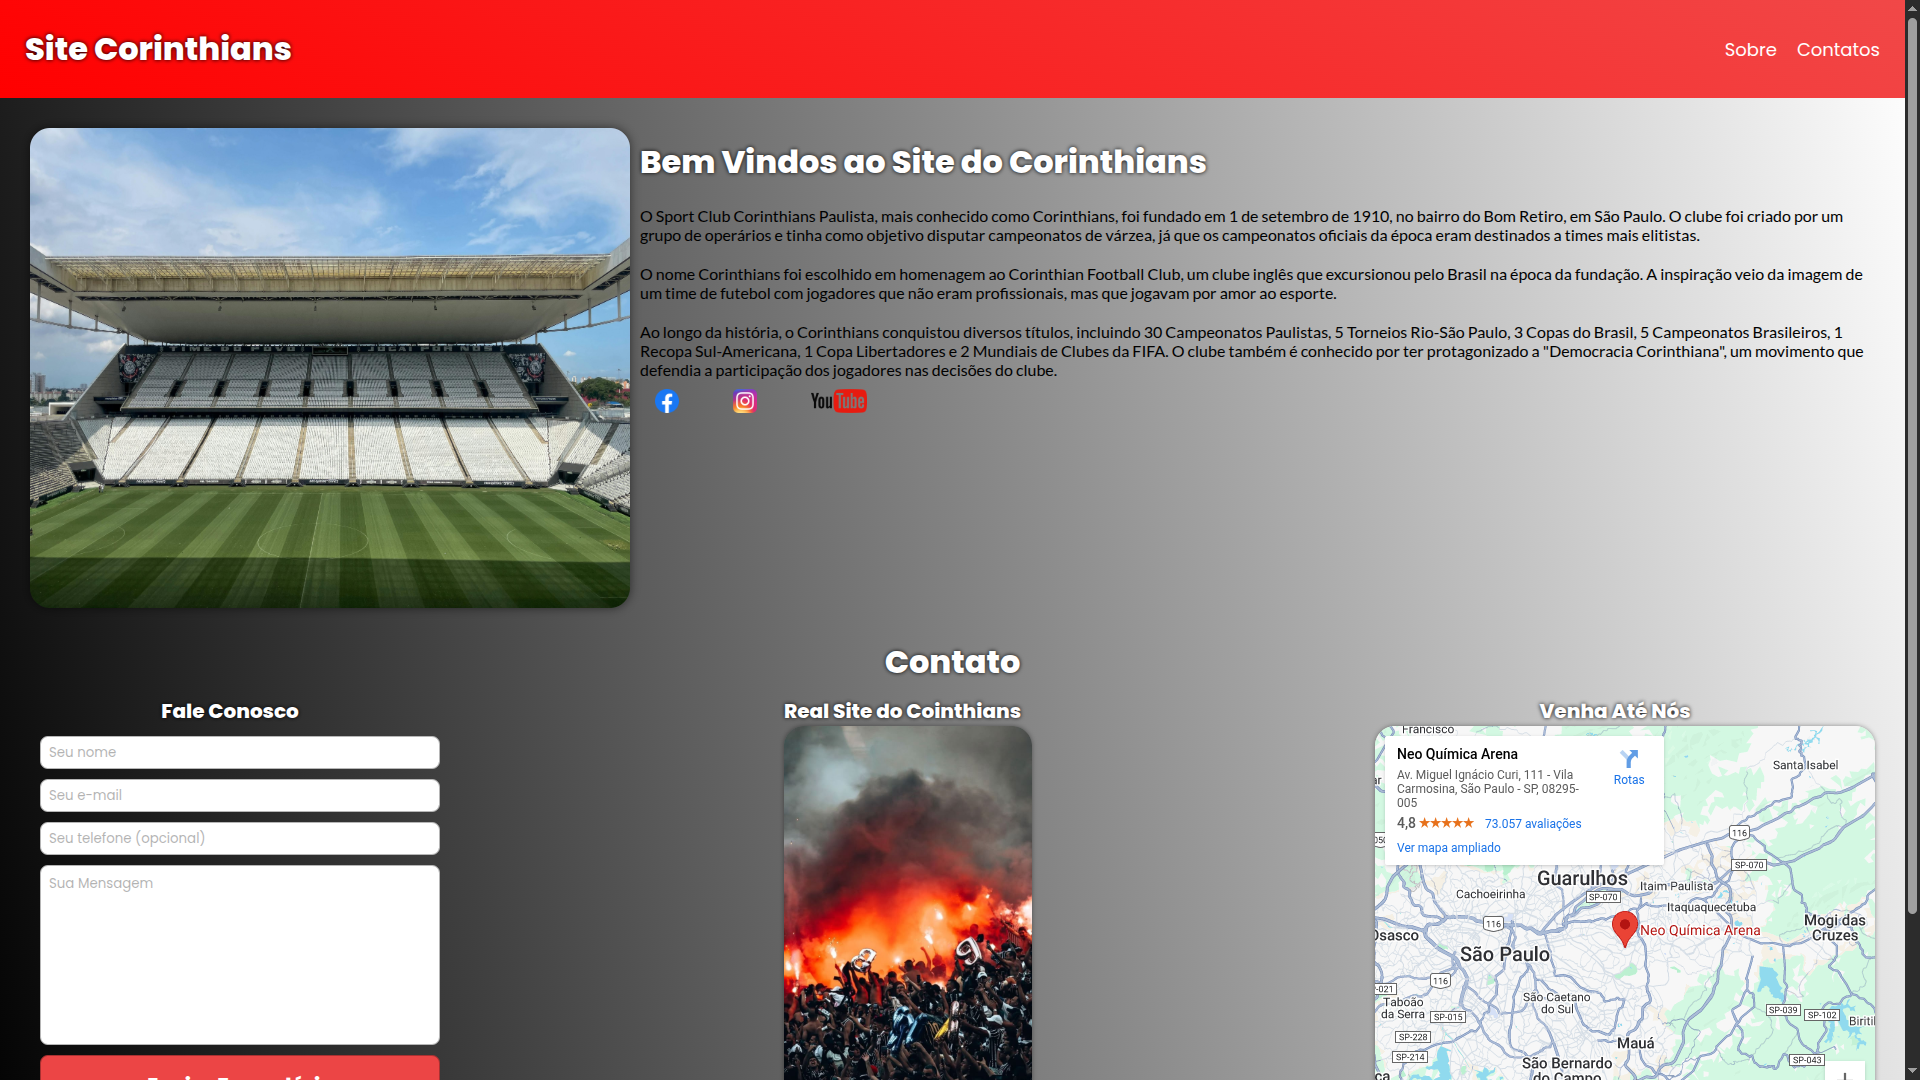 Site Corinthians
Sobre
Contatos
Bem Vindos ao Site do Corinthians
O Sport Club Corinthians Paulista, mais conhecido como Corinthians, foi fundado em 1 de setembro de 1910, no bairro do Bom Retiro, em São Paulo. O clube foi criado por um
grupo de operários e tinha como objetivo disputar campeonatos de várzea, já que os campeonatos oficiais da época eram destinados a times mais elitistas.
O nome Corinthians foi escolhido em homenagem ao Corinthian Football Club, um clube inglês que excursionou pelo Brasil na época da fundação. A inspiração veio da imagem de
um time de futebol com jogadores que não eram profissionais, mas que jogavam por amor ao esporte.
Ao longo da história, o Corinthians conquistou diversos títulos, incluindo 30 Campeonatos Paulistas, 5 Torneios Rio-São Paulo, 3 Copas do Brasil, 5 Campeonatos Brasileiros, 1
Recopa Sul-Americana, 1 Copa Libertadores e 2 Mundiais de Clubes da FIFA. O clube também é conhecido por ter protagonizado a "Democracia Corinthiana", um movimento que
defendia a participação dos jogadores nas decisões do clube.
YouTube
Contato
Fale Conosco
Seu nome
Seu e-mail
Seu telefone (opcional)
Sua Mensagem
Real Site do Cointhians
Venha Até Nós
Francisco
Neo Química Arena
Av. Miguel Ignácio Curi, 111 - Vila
Carmosina, São Paulo - SP, 08295-
005
4,8
73.057 avaliações
Ver mapa ampliado
Rotas
Santa Isabel
116
SP-070
Guarulhos
Itaim Paulista
Cachoeirinha
SP-070
Itaquaquecetuba
116
Mogi das
Cruzes
Osasco
Neo Química Arena
São Paulo
116
Taboão
da Serra
São Caetano
do Sul
SP-015
SP-039
SP-102
SP-228
Mauá
SP-214
SP-043
São Bernardo
do Campo